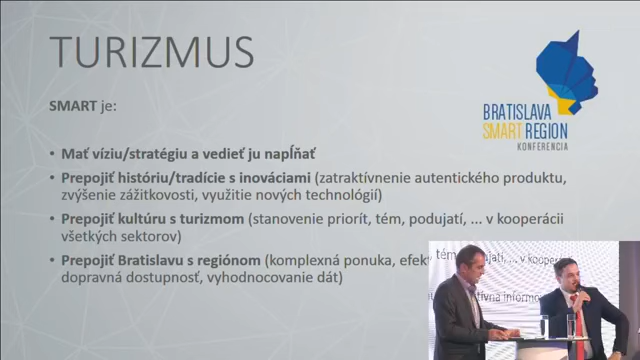 TURIZMUS
BRATISLAVA
SMART REGION
KONFERENCIA
SMART je:
• Mať víziu/stratégiu a vedieť ju napĺňať
• Prepojiť históriu/tradície s inováciami (zatraktívnenie autentického produktu,
zvýšenie zážitkovosti, využitie nových technológií)
• Prepojiť kultúru s turizmom (stanovenie priorít, tém, podujatí, ... v kooperácii
všetkých sektorov)
• Prepojiť Bratislavu s regiónom (komplexná ponuka,
dopravná dostupnosť, vyhodnocovanie dát)
tém, podujatí, ... v